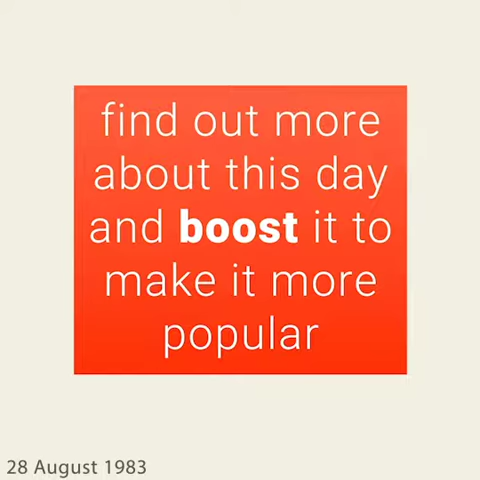 find out more
about this day
and boost it to
make it more
popular
28 August 1983